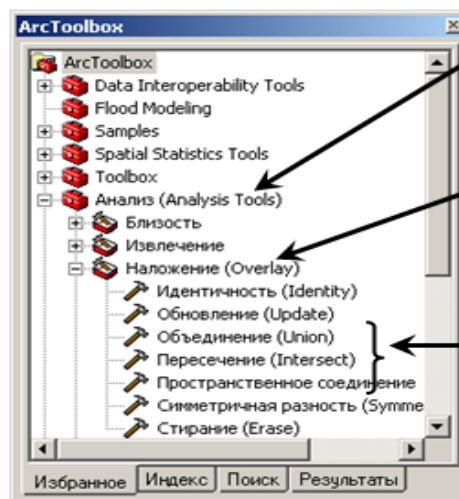 ArcToolbox
ArcToolbox
Data Interoperability Tools
Flood Modeling
Samples
Spatial Statistics Tools
Toolbox
Анализ (Analysis Tools)
Близость
Извлечение
Наложение (Overlay)
Идентичность (Identity)
Обновление (Update)
Объединение (Union)
Пересечение (Intersect)
Пространственное соединение
Симметричная разность (Symme
Стирание (Erase)
Избранное Индекс Поиск Результаты